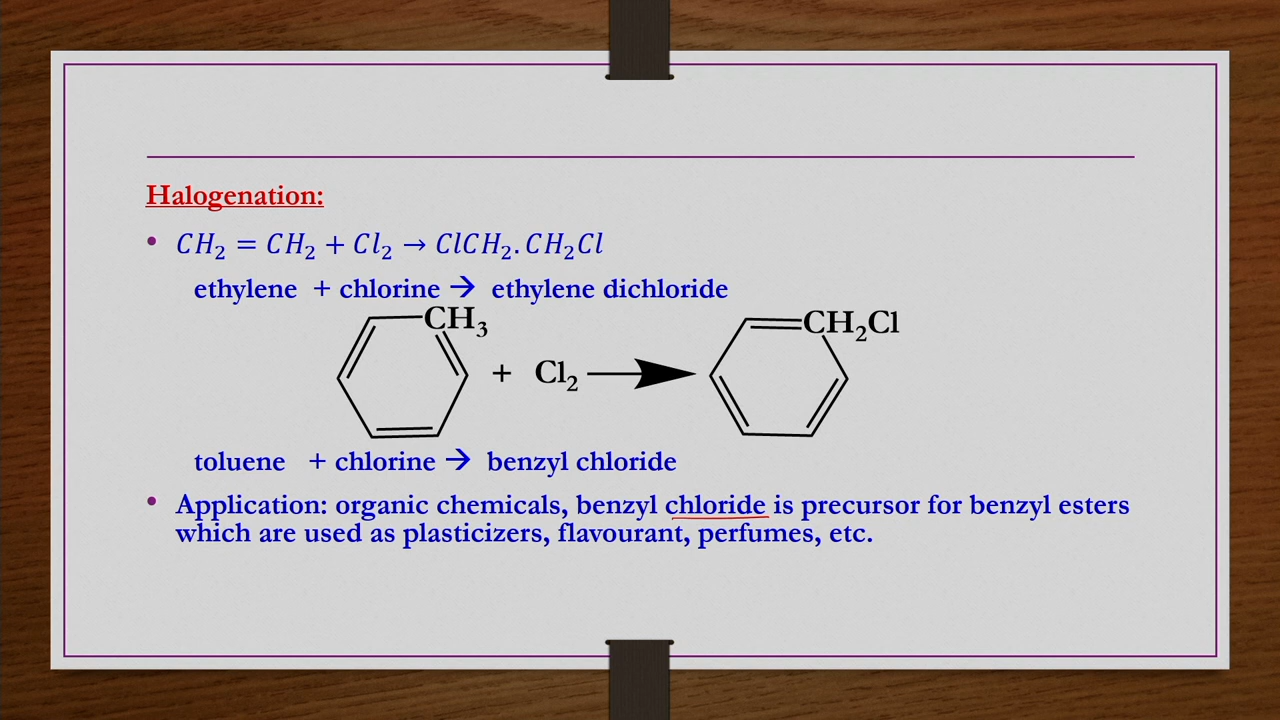 Halogenation:
• CH₂ = CH₂ + Cl₂ → ClCH₂.CH₂Cl
ethylene + chlorine → ethylene dichloride
CH₃ + Cl₂ CH₂Cl
toluene + chlorine → benzyl chloride
• Application: organic chemicals, benzyl chloride is precursor for benzyl esters
which are used as plasticizers, flavourant, perfumes, etc.